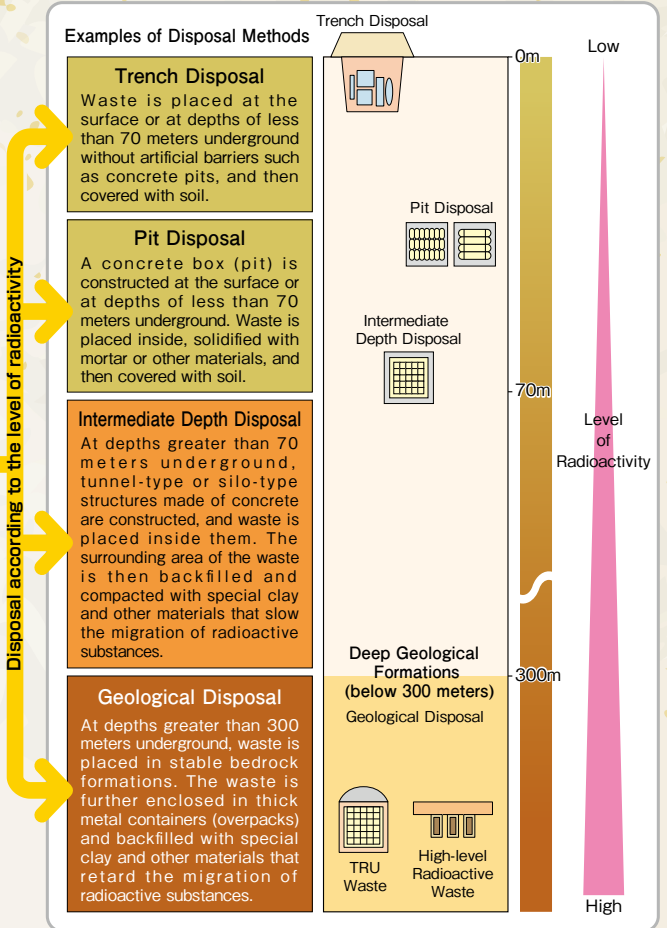 Disposal according to the level of radioactivity
Examples of Disposal Methods
Trench Disposal
Waste is placed at the
surface or at depths of less
than 70 meters underground
without artificial barriers such
as concrete pits, and then
covered with soil.
Pit Disposal
A concrete box (pit) is
constructed at the surface or
at depths of less than 70
meters underground. Waste is
placed inside, solidified with
mortar or other materials, and
then covered with soil.
Intermediate Depth Disposal
At depths greater than 70
meters underground,
tunnel-type or silo-type
structures made of concrete
are constructed, and waste is
placed inside them. The
surrounding area of the waste
is then backfilled and
compacted with special clay
and other materials that slow
the migration of radioactive
substances.
Geological Disposal
At depths greater than 300
meters underground, waste is
placed in stable bedrock
formations. The waste is
further enclosed in thick
metal containers (overpacks)
and backfilled with special
clay and other materials that
retard the migration of
radioactive substances.
Trench Disposal
Pit Disposal
Intermediate
Depth Disposal
Deep Geological
Formations
(below 300 meters)
Geological Disposal
TRU
Waste
High-level
Radioactive
Waste
0m
70m
300m
Low
Level
of
Radioactivity
High